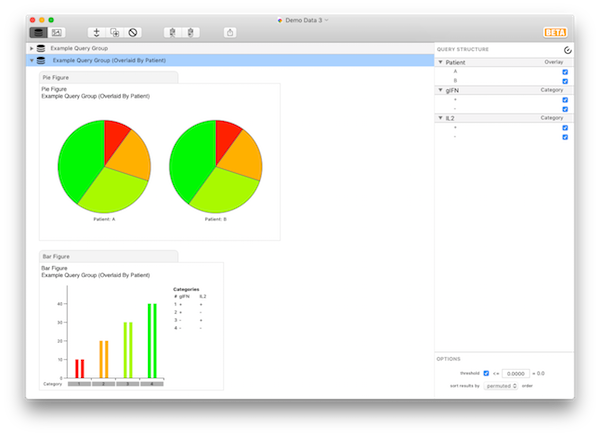 Demo Data 3
BETA
Example Query Group
Example Query Group (Overlaid By Patient)
Pie Figure
Pie Figure
Example Query Group (Overlaid By Patient)
Patient: A
Patient: B
Bar Figure
Bar Figure
Example Query Group (Overlaid By Patient)
40
30
20
10
0
Category 1 2 3 4
Categories
# gIFN IL2
1 + +
2 + -
3 - +
4 - -
QUERY STRUCTURE
Patient Overlay
A
B
gIFN Category
+
-
IL2 Category
+
-
OPTIONS
threshold <= 0.0000 = 0.0
sort results by permuted order